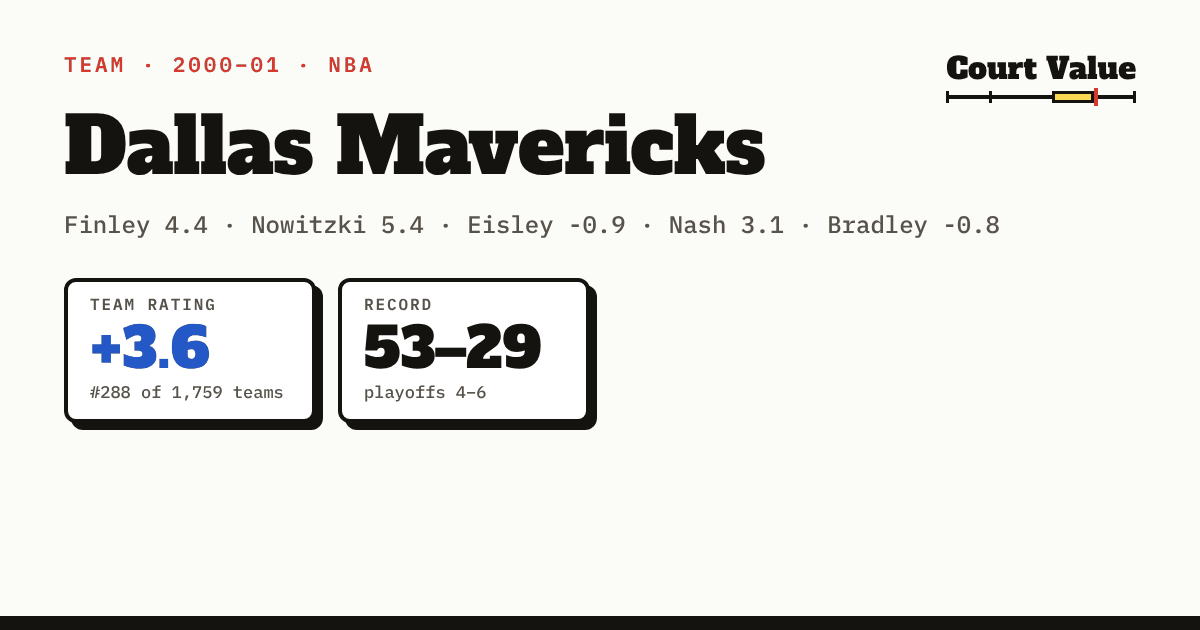 TEAM · 2000–01 · NBA
Court Value
Dallas Mavericks
Finley 4.4 · Nowitzki 5.4 · Eisley -0.9 · Nash 3.1 · Bradley -0.8
TEAM RATING
+3.6
#288 of 1,759 teams
RECORD
53–29
playoffs 4–6